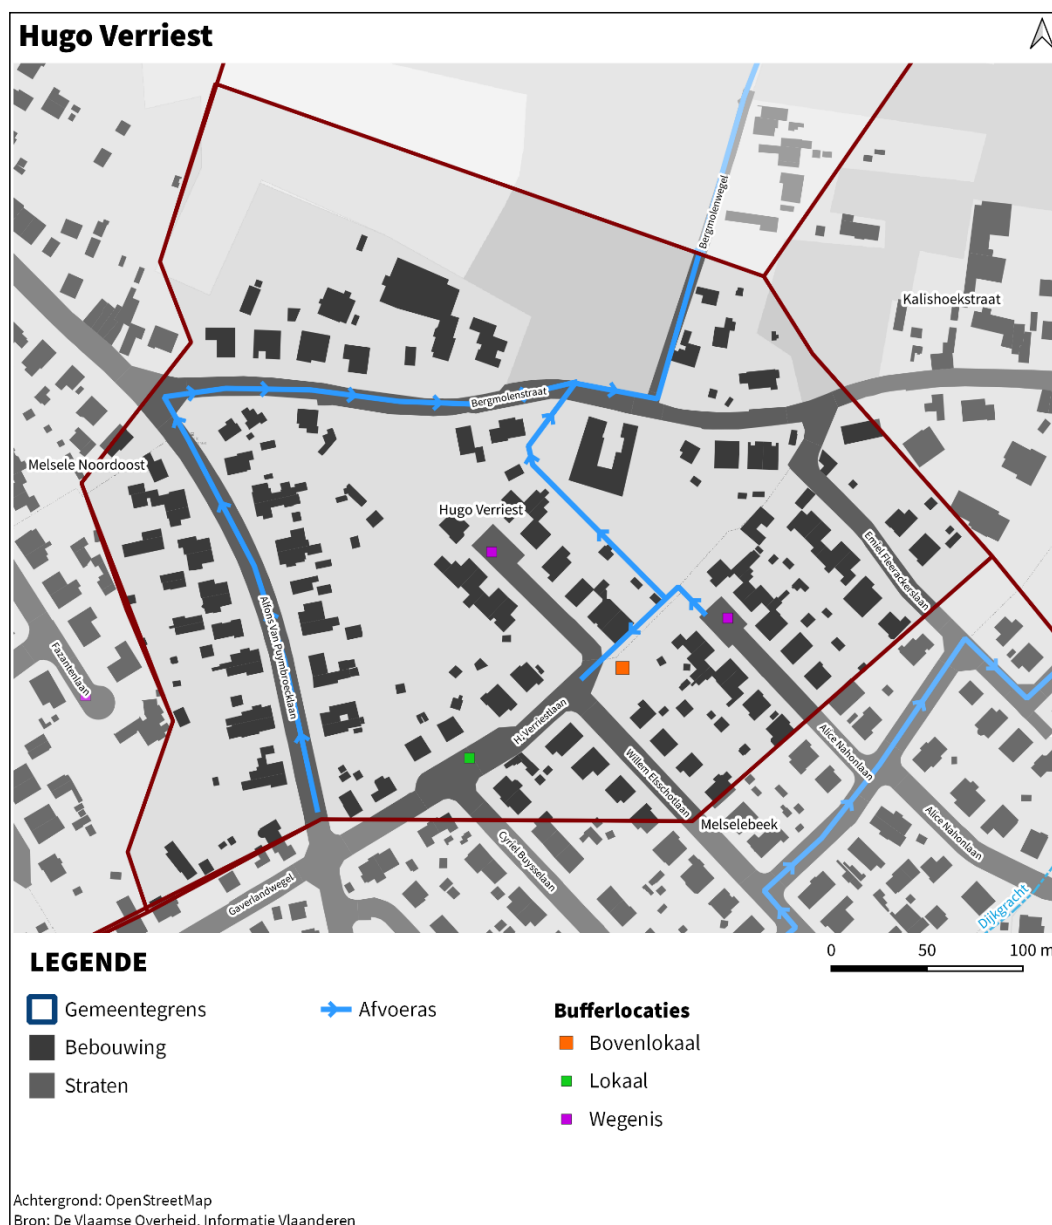 Hugo Verriest
Bergmolenwegel
Kalishoekstraat
Bergmolenstraat
Melsele Noordoost
Hugo Verriest
Emiel Fleerackerslaan
Alfons Van Puymbroecklaan
Fazantenlaan
H. Verriestlaan
Willem Elsschotlaan
Alice Nahonlaan
Melselebeek
Alice Nahonlaan
Cyriel Buysselaan
Gaverlandwegel
Dijkgracht
0 50 100 m
LEGENDE
Gemeentegrens
Bebouwing
Straten
Afvoeras
Bufferlocaties
Bovenlokaal
Lokaal
Wegenis
Achtergrond: OpenStreetMap
Bron: De Vlaamse Overheid, Informatie Vlaanderen